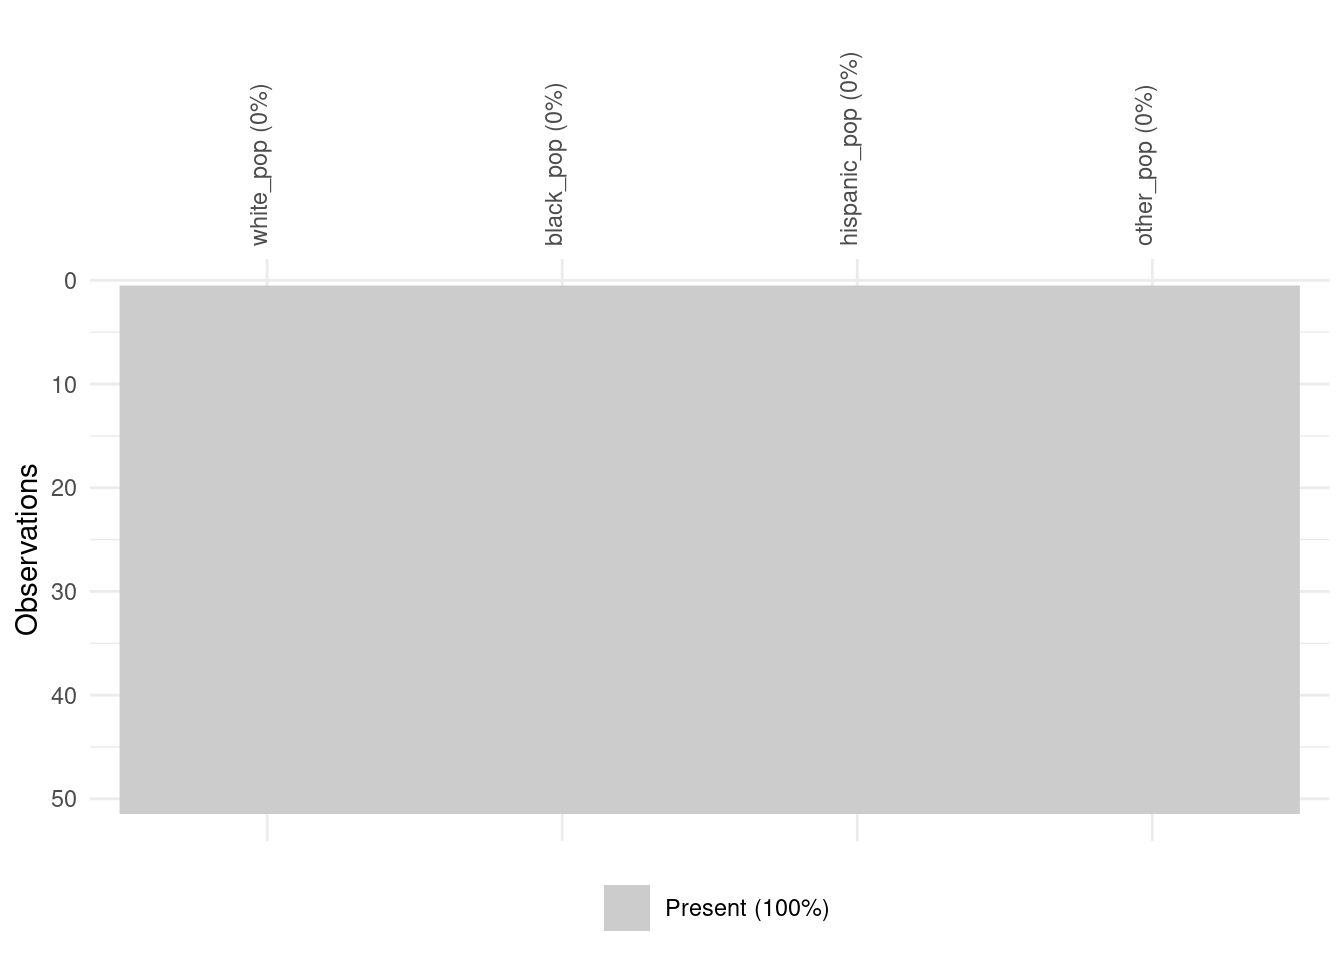 white_pop (0%)
black_pop (0%)
hispanic_pop (0%)
other_pop (0%)
0
10
20
30
40
50
Observations
Present (100%)